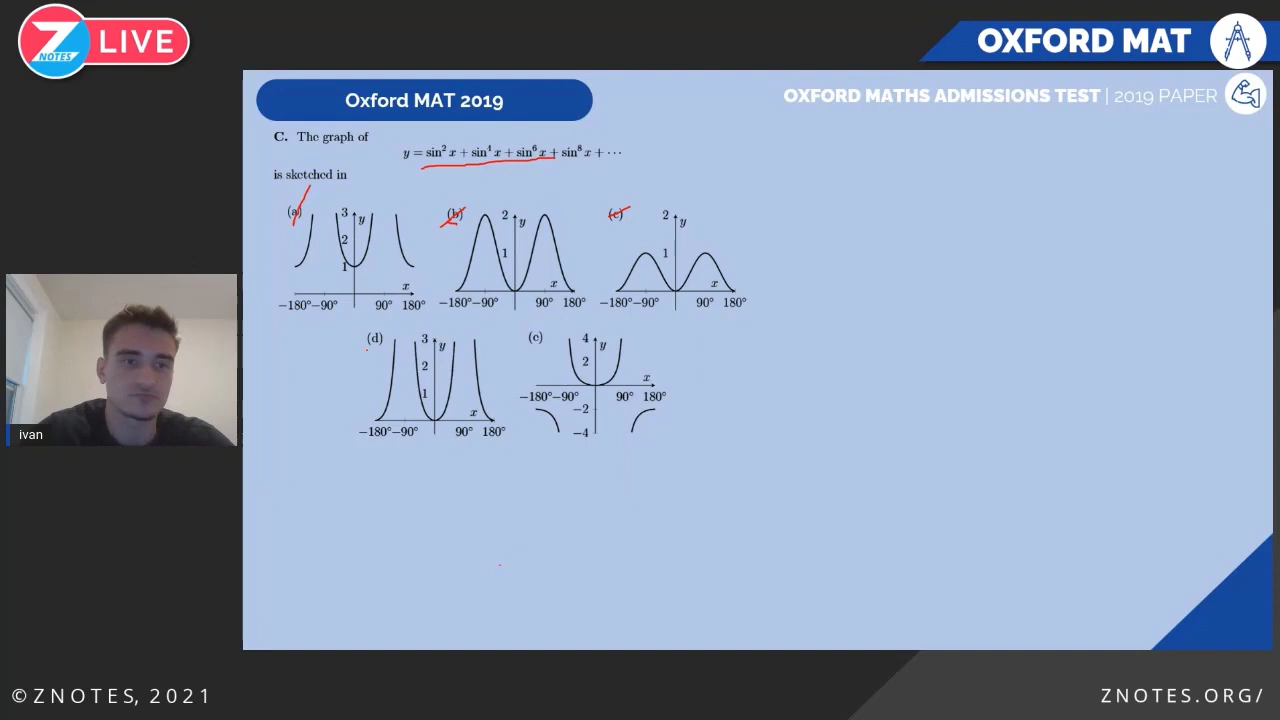 Z NOTES LIVE
OXFORD MAT
Oxford MAT 2019
OXFORD MATHS ADMISSIONS TEST | 2019 PAPER
C. The graph of
y = sin² x + sin⁴ x + sin⁶ x + sin⁸ x + ⋯
is sketched in
(a) 3 y 2 1 x −180° −90° 90° 180°
(b) 2 y 1 x −180° −90° 90° 180°
(c) 2 y 1 x −180° −90° 90° 180°
(d) 3 y 2 1 x −180° −90° 90° 180°
(e) 4 y 2 x −180° −90° 90° 180° −2 −4
ivan
© ZNOTES, 2021
ZNOTES.ORG/